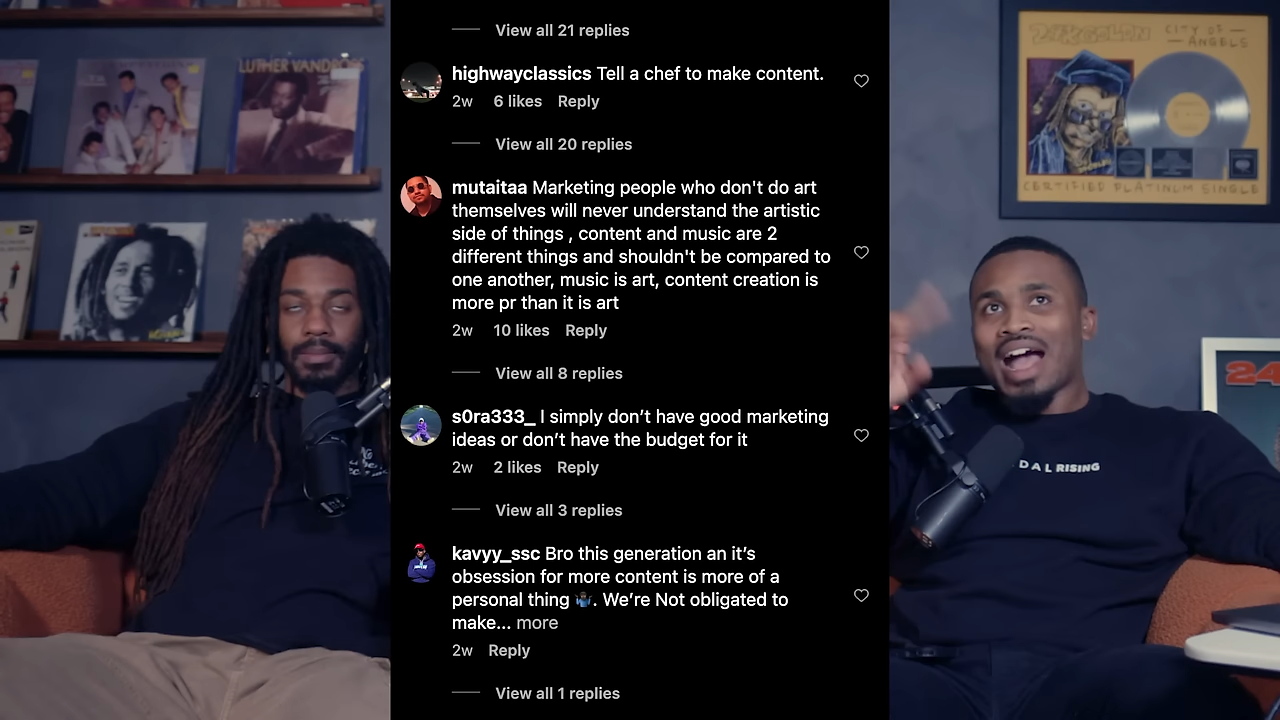 View all 21 replies
highwayclassics Tell a chef to make content.
2w 6 likes Reply
View all 20 replies
mutaitaa Marketing people who don't do art
themselves will never understand the artistic
side of things , content and music are 2
different things and shouldn't be compared to
one another, music is art, content creation is
more pr than it is art
2w 10 likes Reply
View all 8 replies
s0ra333_ I simply don’t have good marketing
ideas or don’t have the budget for it
2w 2 likes Reply
View all 3 replies
kavyy_ssc Bro this generation an it’s
obsession for more content is more of a
personal thing 🤷🏿‍♂️. We’re Not obligated to
make... more
2w Reply
View all 1 replies
LUTHER VANDROSS
CITY OF
ANGELS
CERTIFIED PLATINUM SINGLE
24
DAL RISING